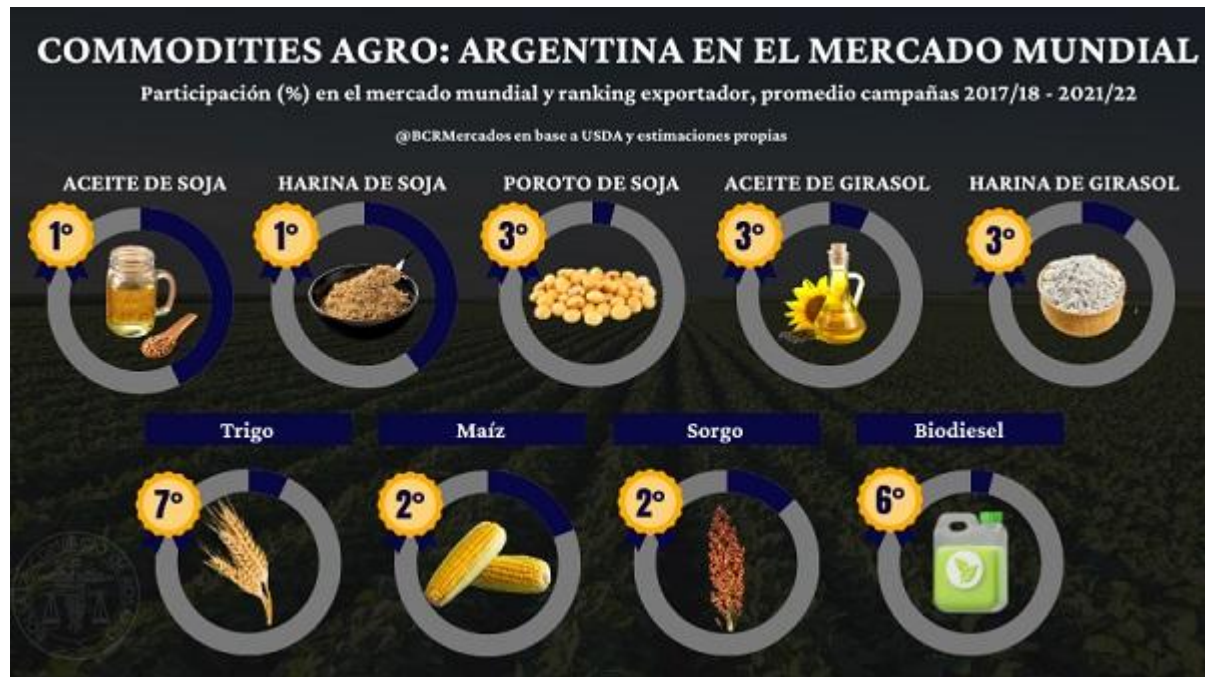 COMMODITIES AGRO: ARGENTINA EN EL MERCADO MUNDIAL
Participación (%) en el mercado mundial y ranking exportador, promedio campañas 2017/18 - 2021/22
@BCRMercados en base a USDA y estimaciones propias
ACEITE DE SOJA
HARINA DE SOJA
POROTO DE SOJA
ACEITE DE GIRASOL
HARINA DE GIRASOL
1°
1°
3°
3°
3°
Trigo
Maíz
Sorgo
Biodiesel
7°
2°
2°
6°